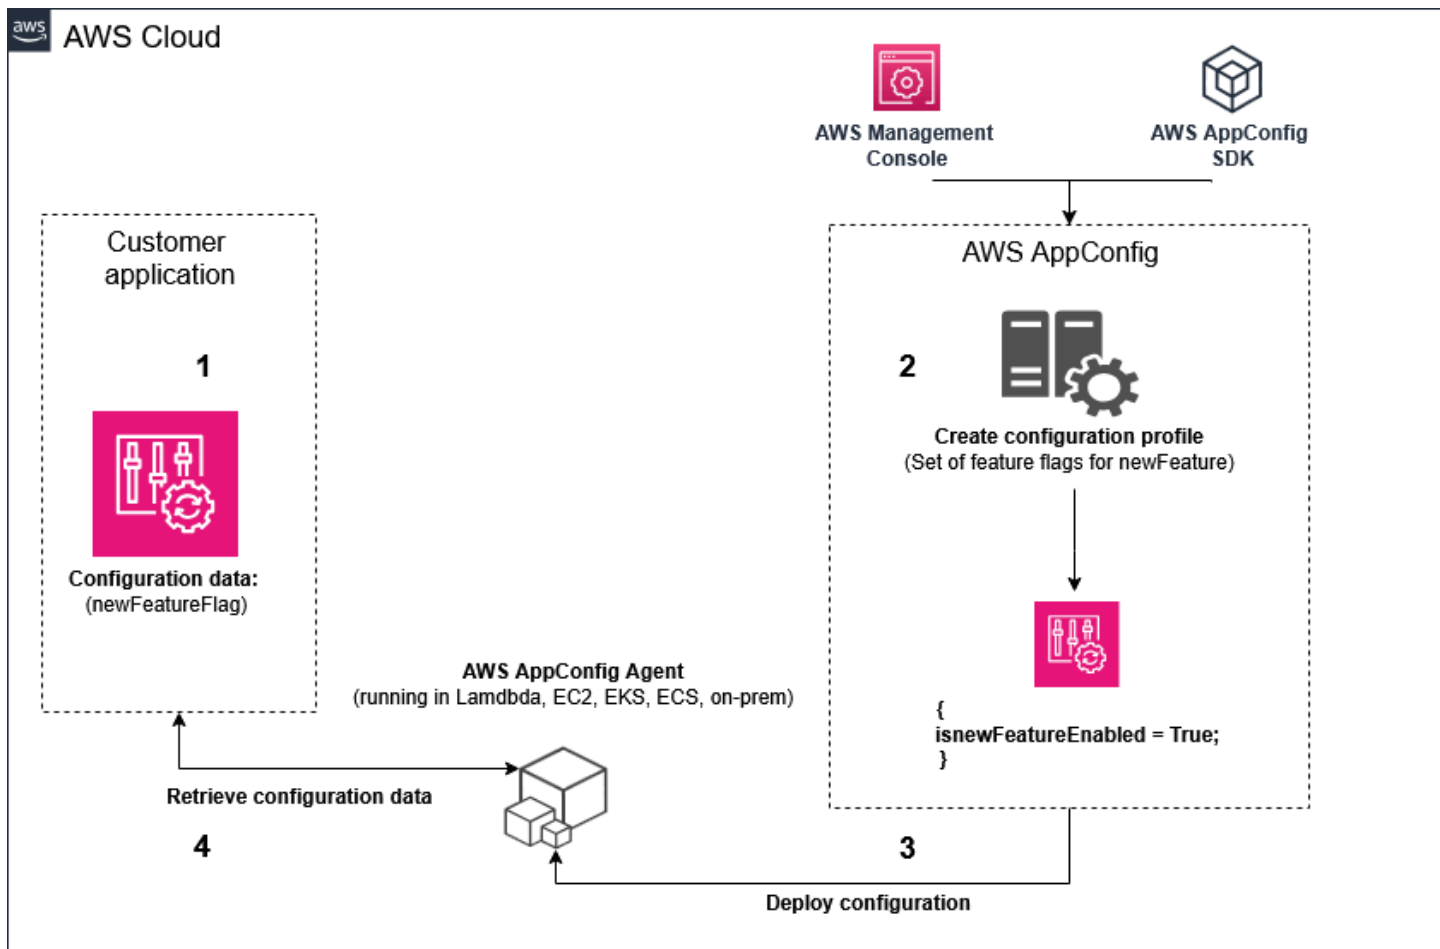 aws
AWS Cloud
AWS Management
Console
AWS AppConfig
SDK
Customer
application
1
Configuration data:
(newFeatureFlag)
AWS AppConfig
2
Create configuration profile
(Set of feature flags for newFeature)
{
isnewFeatureEnabled = True;
}
AWS AppConfig Agent
(running in Lamdbda, EC2, EKS, ECS, on-prem)
Retrieve configuration data
4
3
Deploy configuration